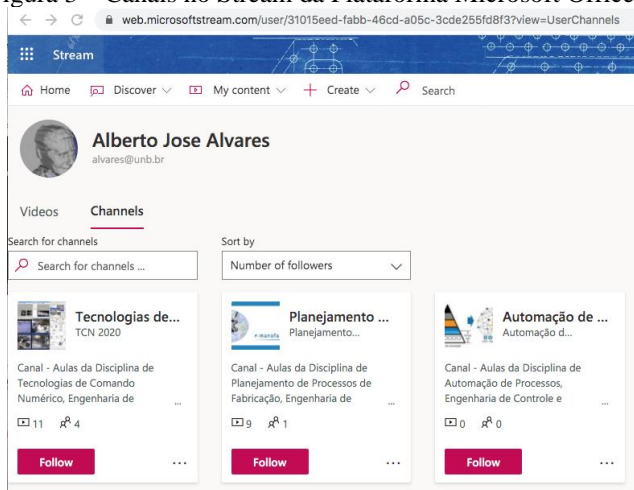 igura 3 – Canais no Stream da Plataforma Microsoft Office
web.microsoftstream.com/user/31015eed-fabb-46cd-a05c-3cde255fd8f3?view=UserChannels
Stream
Home Discover My content Create Search
Alberto Jose Alvares
alvares@unb.br
Videos Channels
Search for channels Sort by
Search for channels ... Number of followers
Tecnologias de...
TCN 2020
Canal - Aulas da Disciplina de
Tecnologias de Comando
Numérico, Engenharia de ...
11 4
Follow ...
Planejamento ...
Planejamento...
Canal - Aulas da Disciplina de
Planejamento de Processos de
Fabricação, Engenharia de ...
9 1
Follow ...
Automação de ...
Automação d...
Canal - Aulas da Disciplina de
Automação de Processos,
Engenharia de Controle e ...
0 0
Follow ...